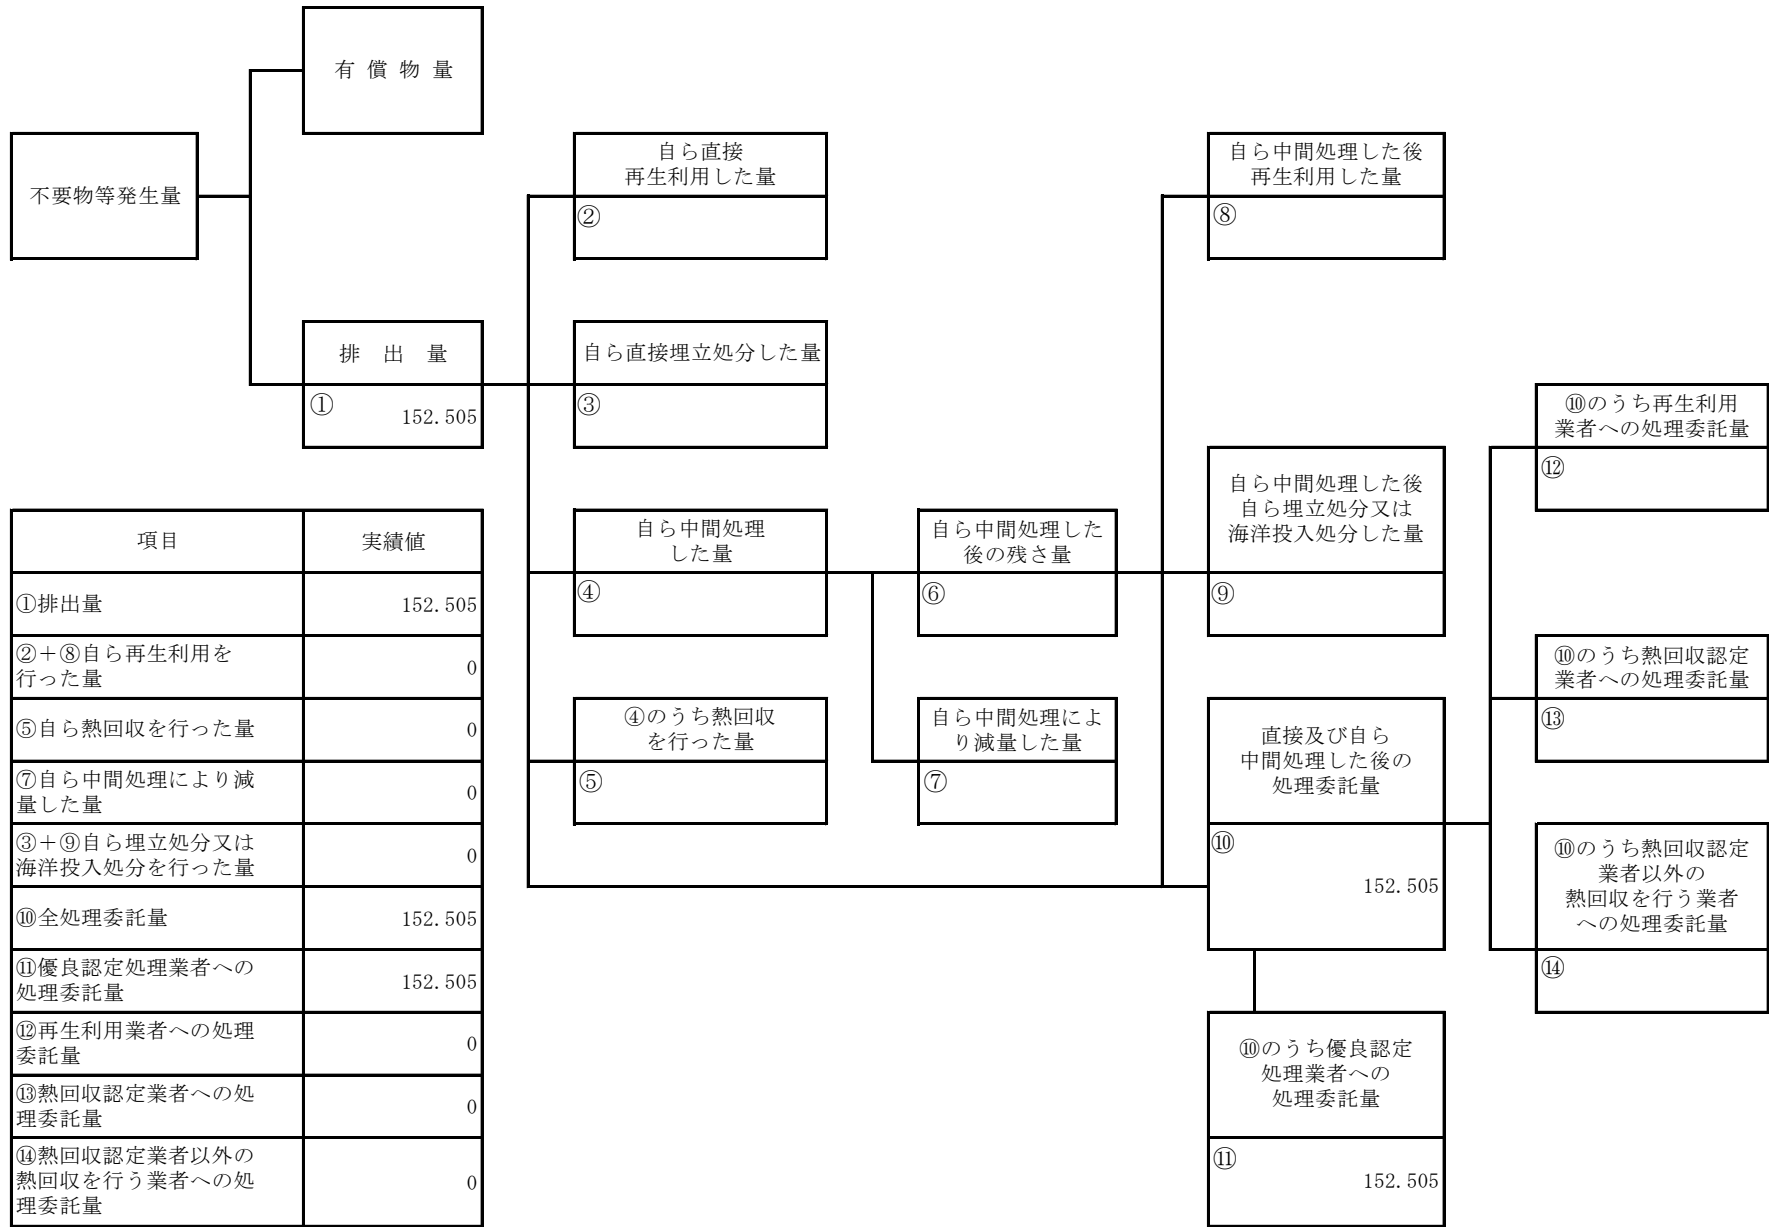 有 償 物 量
不要物等発生量
自ら直接
再生利用した量
②
自ら中間処理した後
再生利用した量
⑧
排 出 量
① 152.505
自ら直接埋立処分した量
③
⑩のうち再生利用
業者への処理委託量
⑫
自ら中間処理した後
自ら埋立処分又は
海洋投入処分した量
⑨
自ら中間処理
した量
④
自ら中間処理した
後の残さ量
⑥
⑩のうち熱回収認定
業者への処理委託量
⑬
④のうち熱回収
を行った量
⑤
自ら中間処理によ
り減量した量
⑦
直接及び自ら
中間処理した後の
処理委託量
⑩
152.505
⑩のうち熱回収認定
業者以外の
熱回収を行う業者
への処理委託量
⑭
⑩のうち優良認定
処理業者への
処理委託量
⑪
152.505
項目 実績値
①排出量 152.505
②+⑧自ら再生利用を
行った量 0
⑤自ら熱回収を行った量 0
⑦自ら中間処理により減
量した量 0
③+⑨自ら埋立処分又は
海洋投入処分を行った量 0
⑩全処理委託量 152.505
⑪優良認定処理業者への
処理委託量 152.505
⑫再生利用業者への処理
委託量 0
⑬熱回収認定業者への処
理委託量 0
⑭熱回収認定業者以外の
熱回収を行う業者への処
理委託量 0